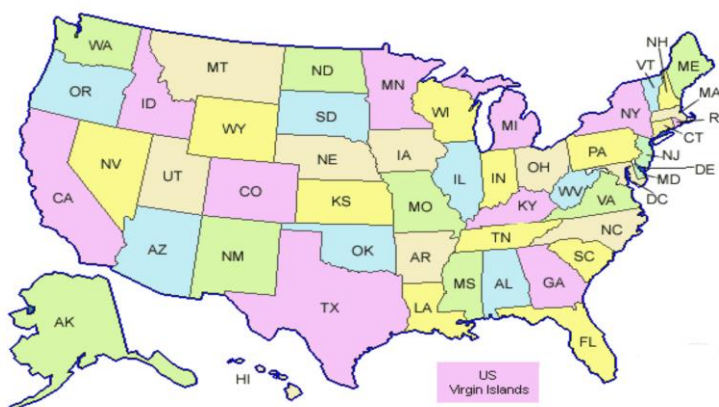 WA
MT
ND
MN
VT
NH
ME
OR
ID
SD
WI
MI
NY
MA
R
CT
WY
NE
IA
PA
NJ
DE
MD
DC
NV
UT
CO
KS
MO
IL
IN
OH
WV
VA
KY
CA
AZ
NM
OK
AR
TN
NC
SC
MS
AL
GA
TX
LA
FL
AK
HI
US
Virgin Islands